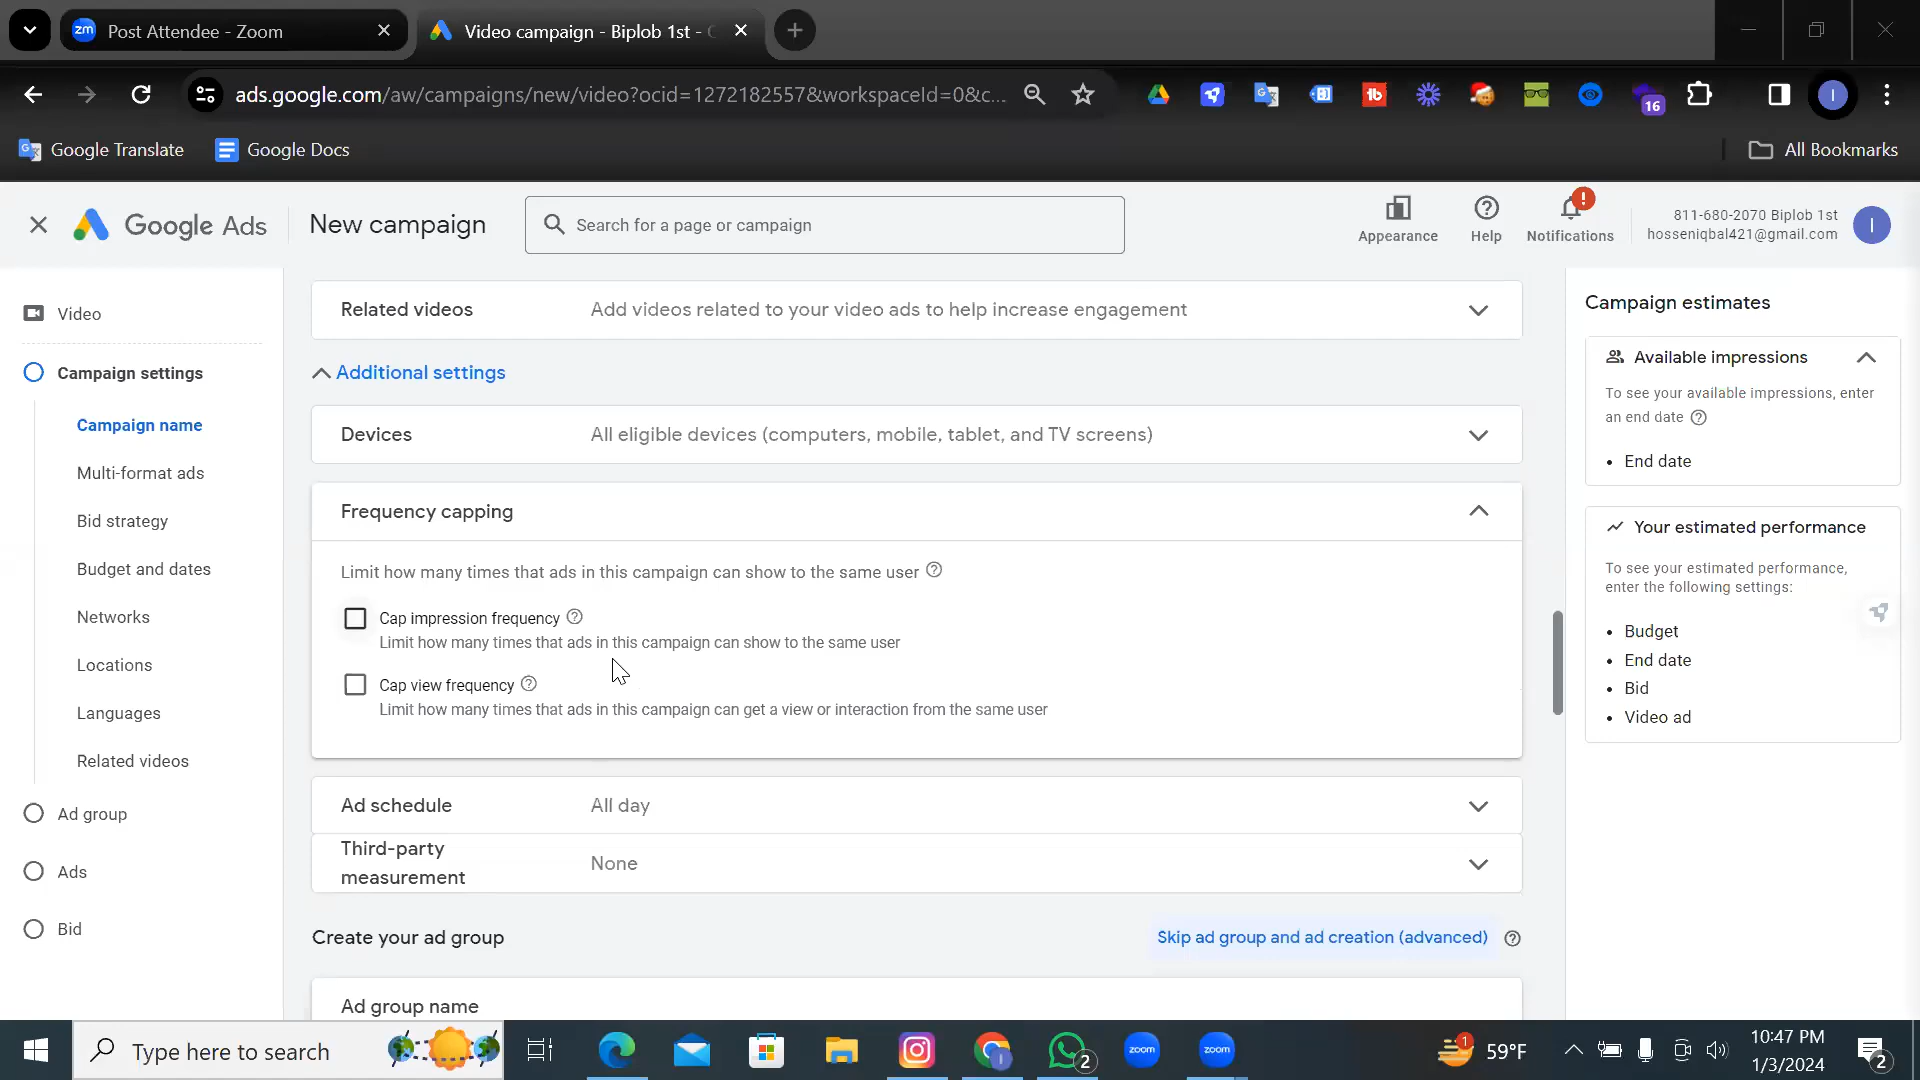 zm Post Attendee - Zoom
Video campaign - Biplob 1st -
ads.google.com/aw/campaigns/new/video?ocid=1272182557&workspaceId=0&c...
16
I
Google Translate
Google Docs
All Bookmarks
Google Ads
New campaign
Search for a page or campaign
Appearance
Help
Notifications
811-680-2070 Biplob 1st
hosseniqbal421@gmail.com
I
Video
Campaign settings
Campaign name
Multi-format ads
Bid strategy
Budget and dates
Networks
Locations
Languages
Related videos
Ad group
Ads
Bid
Related videos
Add videos related to your video ads to help increase engagement
Additional settings
Devices
All eligible devices (computers, mobile, tablet, and TV screens)
Frequency capping
Limit how many times that ads in this campaign can show to the same user
Cap impression frequency
Limit how many times that ads in this campaign can show to the same user
Cap view frequency
Limit how many times that ads in this campaign can get a view or interaction from the same user
Ad schedule
All day
Third-party
measurement
None
Create your ad group
Skip ad group and ad creation (advanced)
Ad group name
Campaign estimates
Available impressions
To see your available impressions, enter
an end date
• End date
Your estimated performance
To see your estimated performance,
enter the following settings:
• Budget
• End date
• Bid
• Video ad
Type here to search
I
2
zoom
zoom
1
59°F
10:47 PM
1/3/2024
2